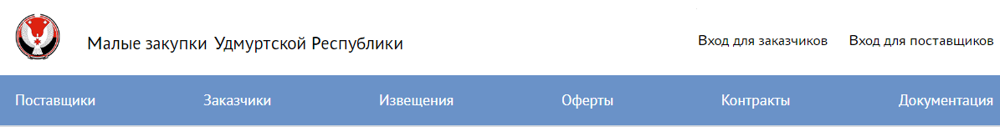 Малые закупки Удмуртской Республики
Вход для заказчиков Вход для поставщиков
Поставщики Заказчики Извещения Оферты Контракты Документация